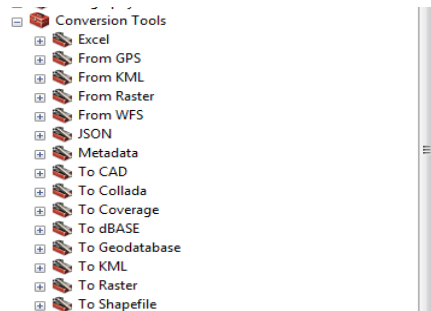 Conversion Tools
Excel
From GPS
From KML
From Raster
From WFS
JSON
Metadata
To CAD
To Collada
To Coverage
To dBASE
To Geodatabase
To KML
To Raster
To Shapefile